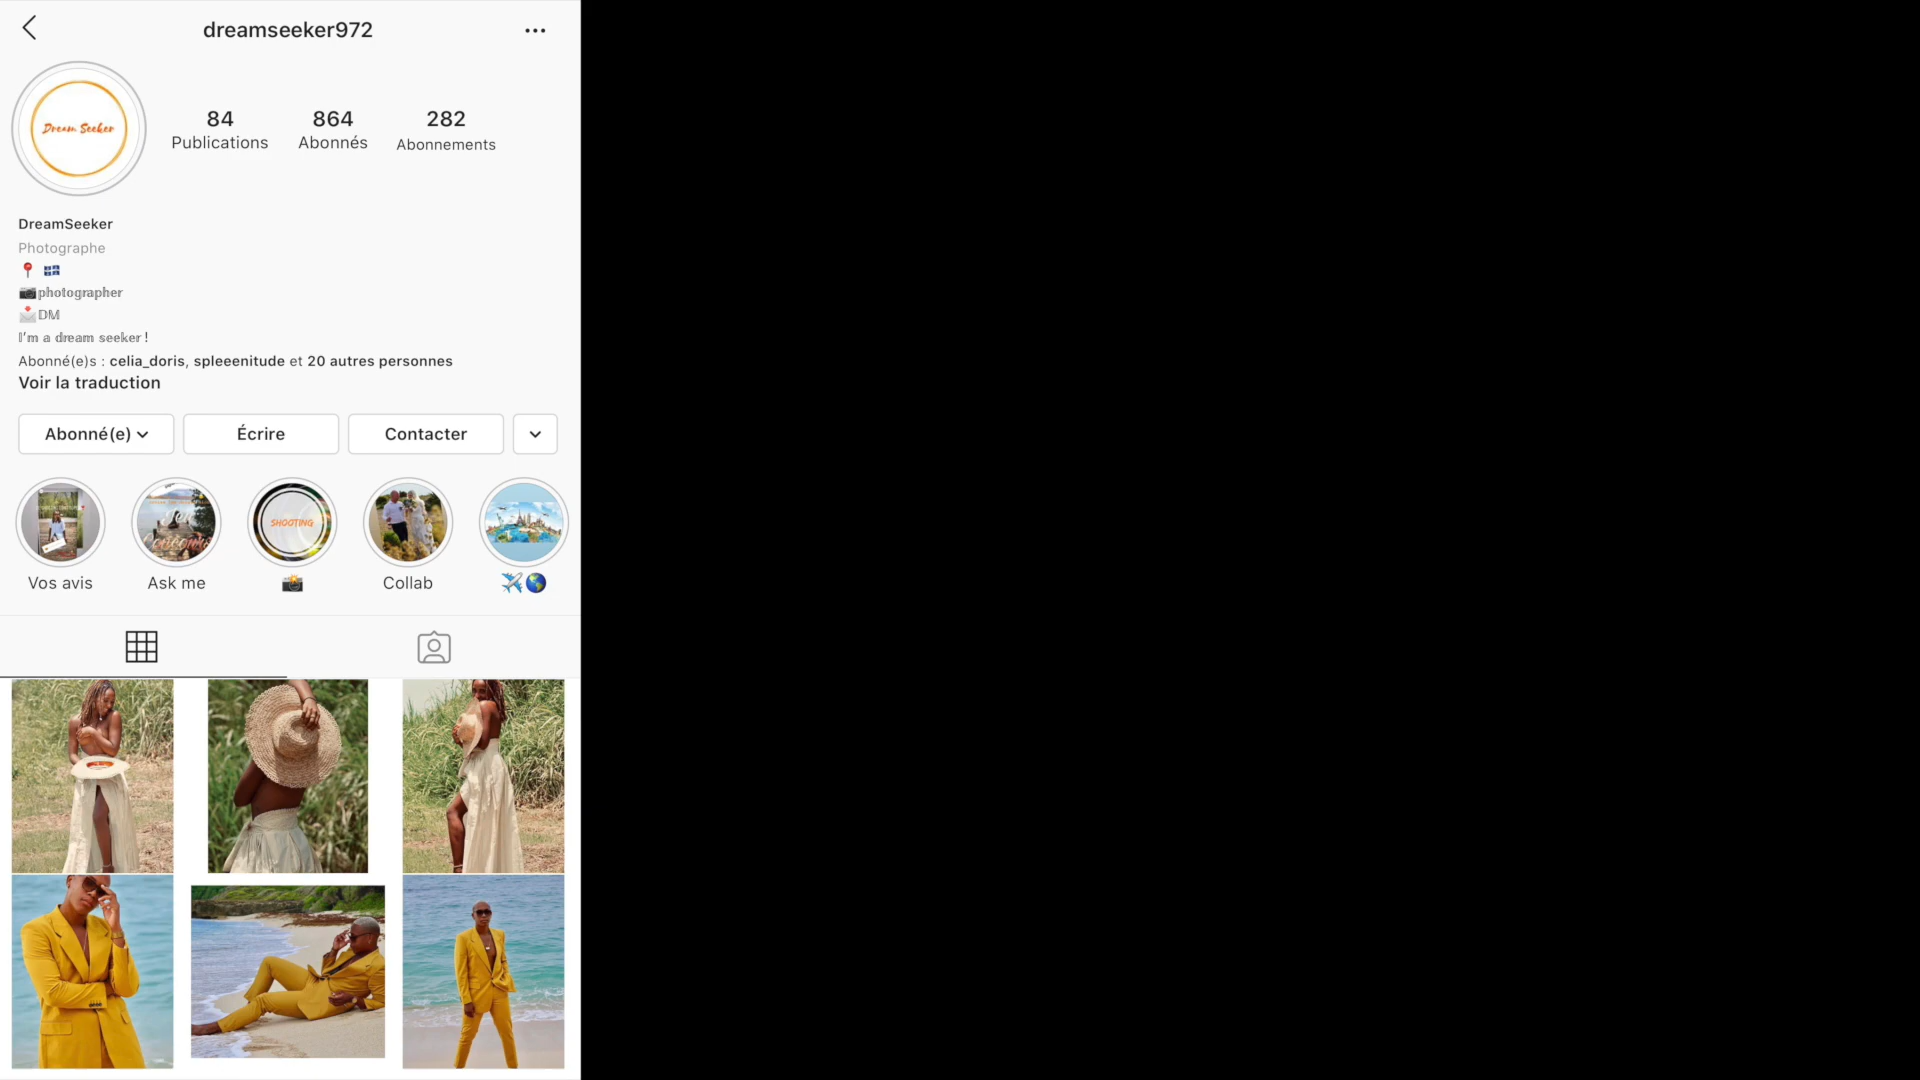 dreamseeker972
Dream Seeker
84
Publications
864
Abonnés
282
Abonnements
DreamSeeker
Photographe
📍
📷𝕡𝕙𝕠𝕥𝕠𝕘𝕣𝕒𝕡𝕙𝕖𝕣
📩𝔻𝕄
𝕀'𝕞 𝕒 𝕕𝕣𝕖𝕒𝕞 𝕤𝕖𝕖𝕜𝕖𝕣 !
Abonné(e)s : celia_doris, spleeenitude et 20 autres personnes
Voir la traduction
Abonné(e)
Écrire
Contacter
SHOOTING
Vos avis
Ask me
Collab